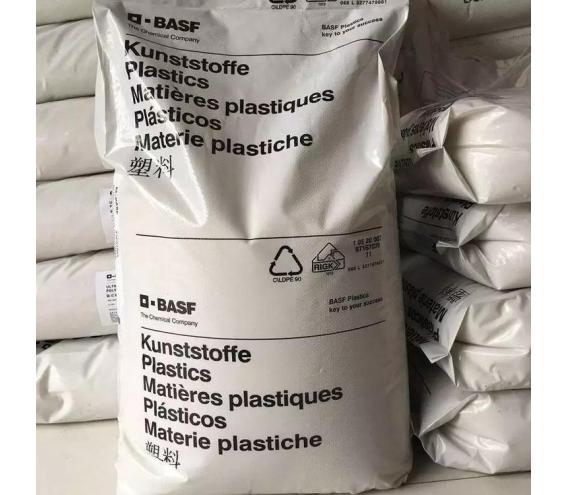 BASF
The Chemical Company
BASF Plastics
key to your success
Kunststoffe
Plastics
Matières plastiques
Plásticos
Materie plastiche
塑料
C/LDPE 90
RIGK
BASF
The Chemical Company
BASF Plastics
key to your success
Kunststoffe
Plastics
Matières plastiques
Plásticos
Materie plastiche
塑料